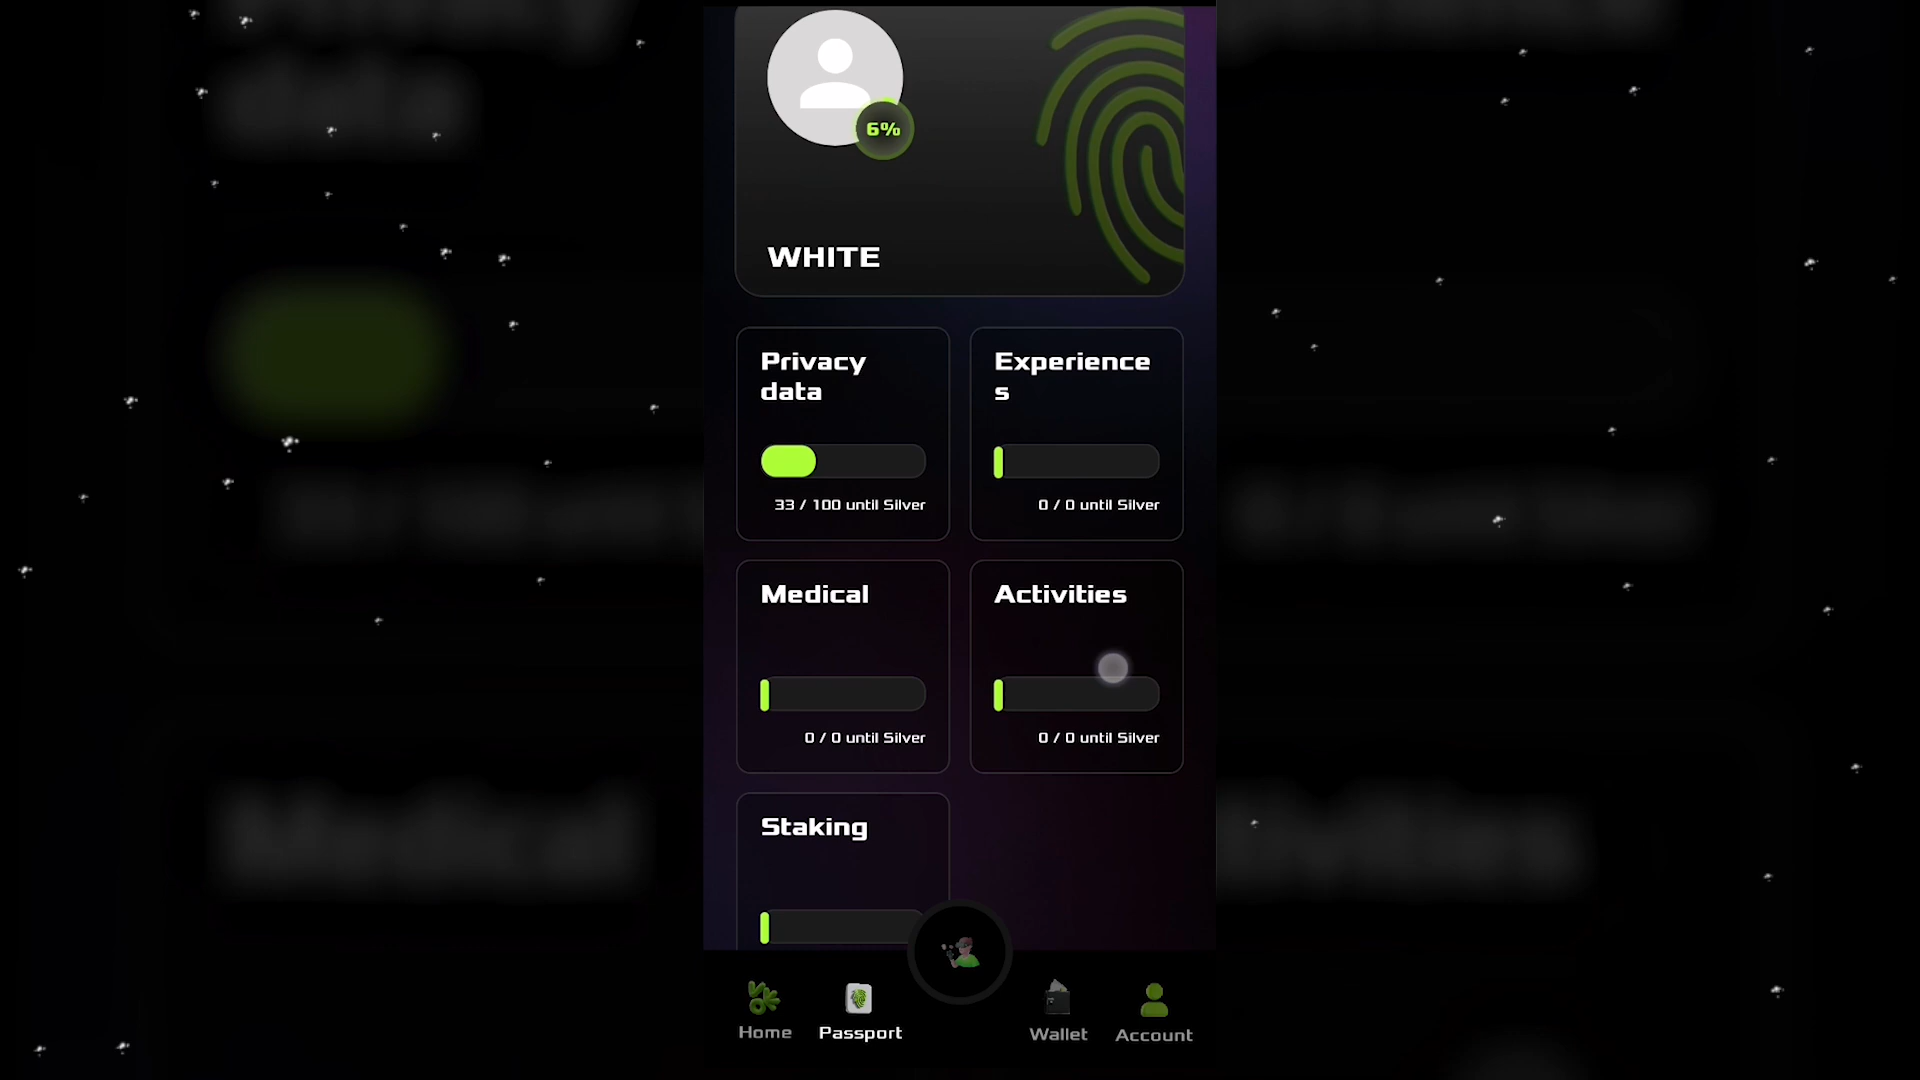 6%
WHITE
Privacy
data
33 / 100 until Silver
Experience
s
0 / 0 until Silver
Medical
0 / 0 until Silver
Activities
0 / 0 until Silver
Staking
Home
Passport
Wallet
Account